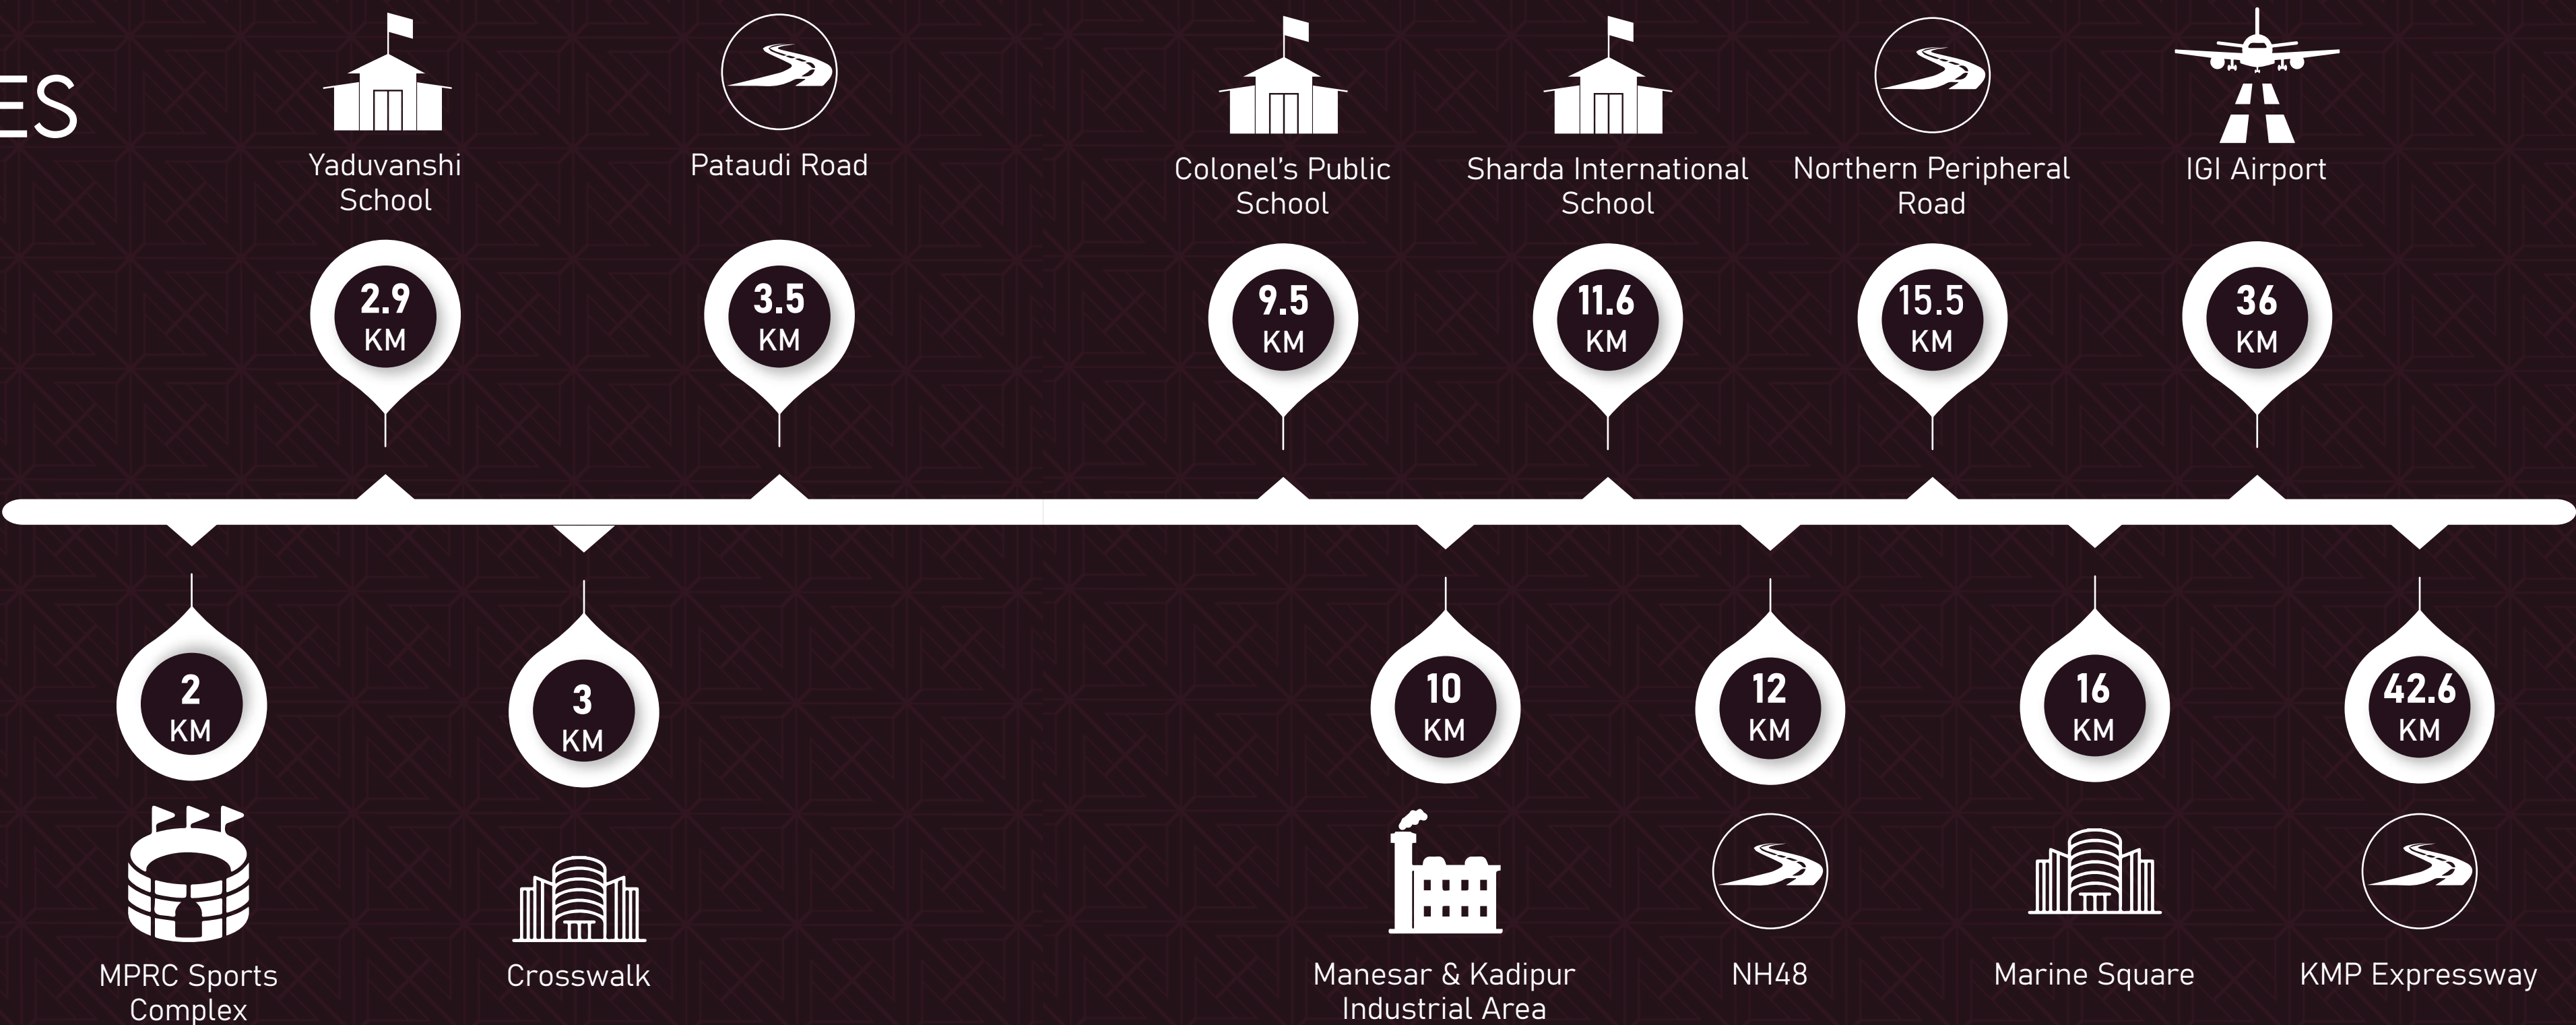 ES
Yaduvanshi
School
2.9
KM
Pataudi Road
3.5
KM
Colonel's Public
School
9.5
KM
Sharda International
School
11.6
KM
Northern Peripheral
Road
15.5
KM
IGI Airport
36
KM
2
KM
MPRC Sports
Complex
3
KM
Crosswalk
10
KM
Manesar & Kadipur
Industrial Area
12
KM
NH48
16
KM
Marine Square
42.6
KM
KMP Expressway